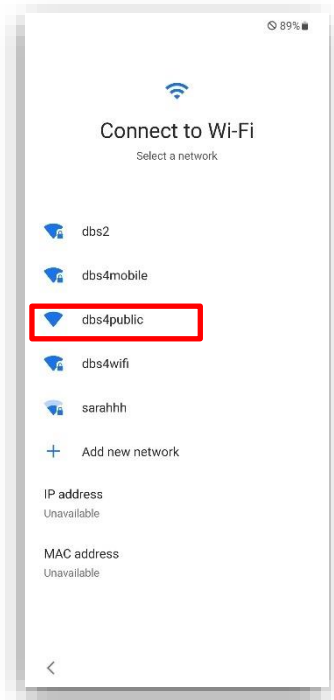 89%
Connect to Wi-Fi
Select a network
dbs2
dbs4mobile
dbs4public
dbs4wifi
sarahhh
Add new network
IP address
Unavailable
MAC address
Unavailable